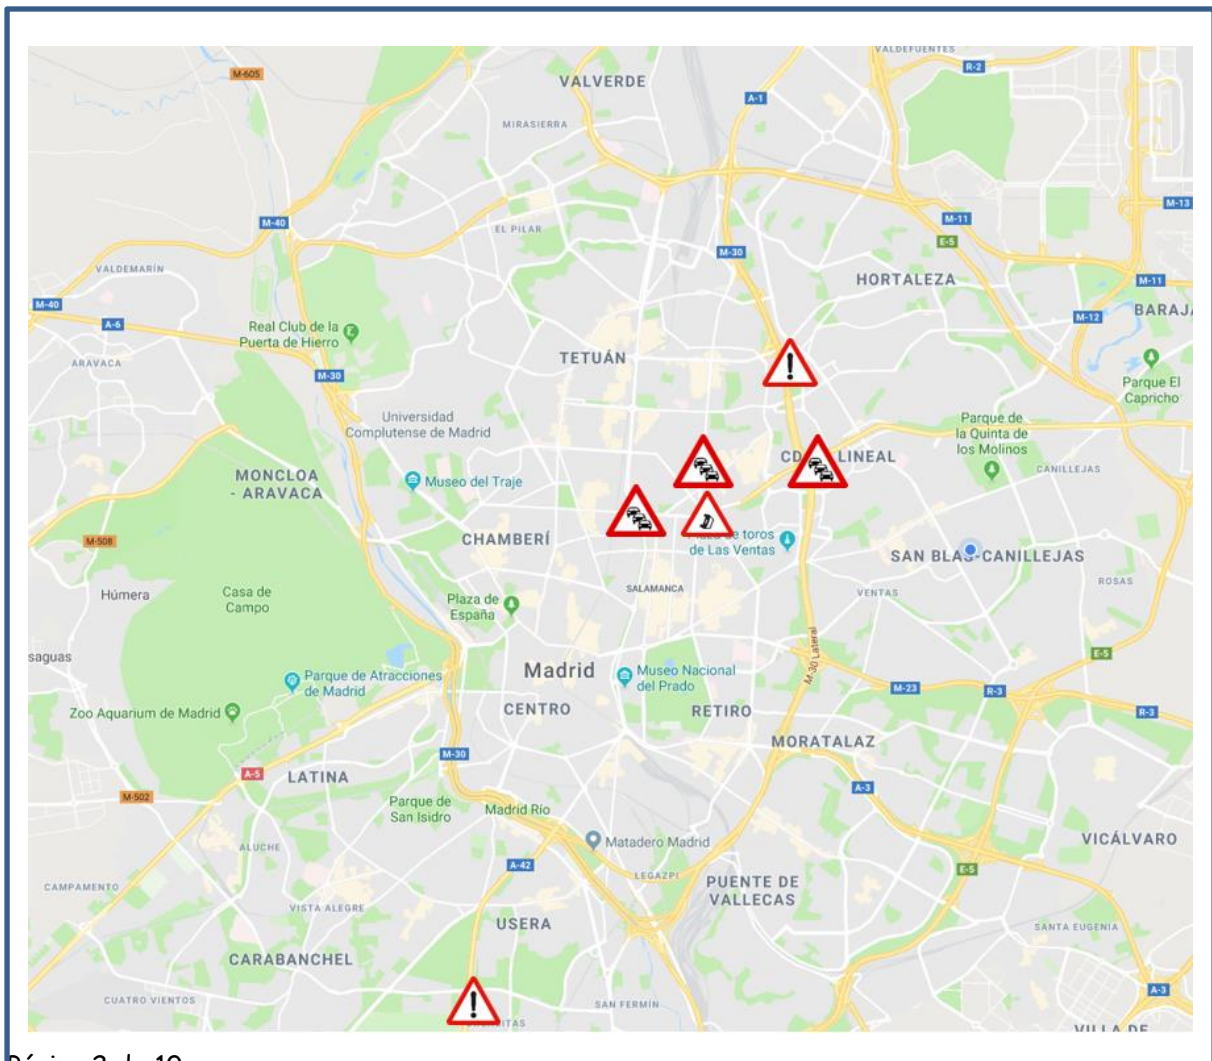 VALDEFUENTES
M-605
R-2
VALVERDE
A-1
MIRASIERRA
M-13
M-40
M-11
EL PILAR
E-5
M-30
VALDEMARÍN
HORTALEZA
M-11
M-40
M-12
BARAJ
A-6
Real Club de la
Puerta de Hierro
TETUÁN
ARAVACA
M-30
Parque El
Capricho
Universidad
Complutense de Madrid
Parque de
la Quinta de
los Molinos
CD
LINEAL
CANILLEJAS
MONCLOA
- ARAVACA
Museo del Traje
M-508
CHAMBERÍ
de toros
de Las Ventas
SAN BLAS-CANILLEJAS
ROSAS
Húmera
Casa de
Campo
SALAMANCA
VENTAS
Plaza de
España
M-30 Lateral
saguas
E-5
Madrid
Museo Nacional
del Prado
Parque de Atracciones
de Madrid
M-23
R-3
Zoo Aquarium de Madrid
CENTRO
RETIRO
R-3
MORATALAZ
M-30
A-5
LATINA
A-3
M-502
Parque de
San Isidro
Madrid Río
Matadero Madrid
VICÁLVARO
ALUCHE
A-42
LEGAZPI
E-5
CAMPAMENTO
PUENTE DE
VALLECAS
VISTA ALEGRE
USERA
SANTA EUGENIA
CARABANCHEL
A-3
CUATRO VIENTOS
SAN FERMÍN
VILLA DE